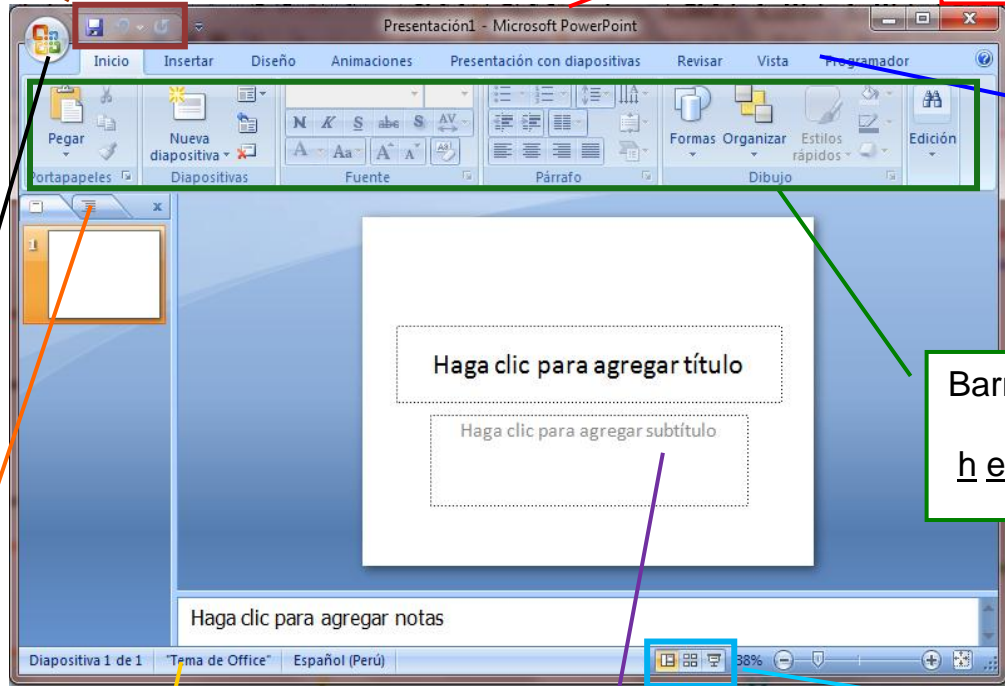 Presentación1 - Microsoft PowerPoint
Inicio Insertar Diseño Animaciones Presentación con diapositivas Revisar Vista Programador
Pegar Nueva diapositiva Formas Organizar Estilos rápidos Edición
N K S abc S AV
A Aa A A
Portapapeles Diapositivas Fuente Párrafo Dibujo
1
Haga clic para agregar título
Haga clic para agregar subtítulo
Haga clic para agregar notas
Diapositiva 1 de 1 "Tema de Office" Español (Perú) 38%
Bar
h e